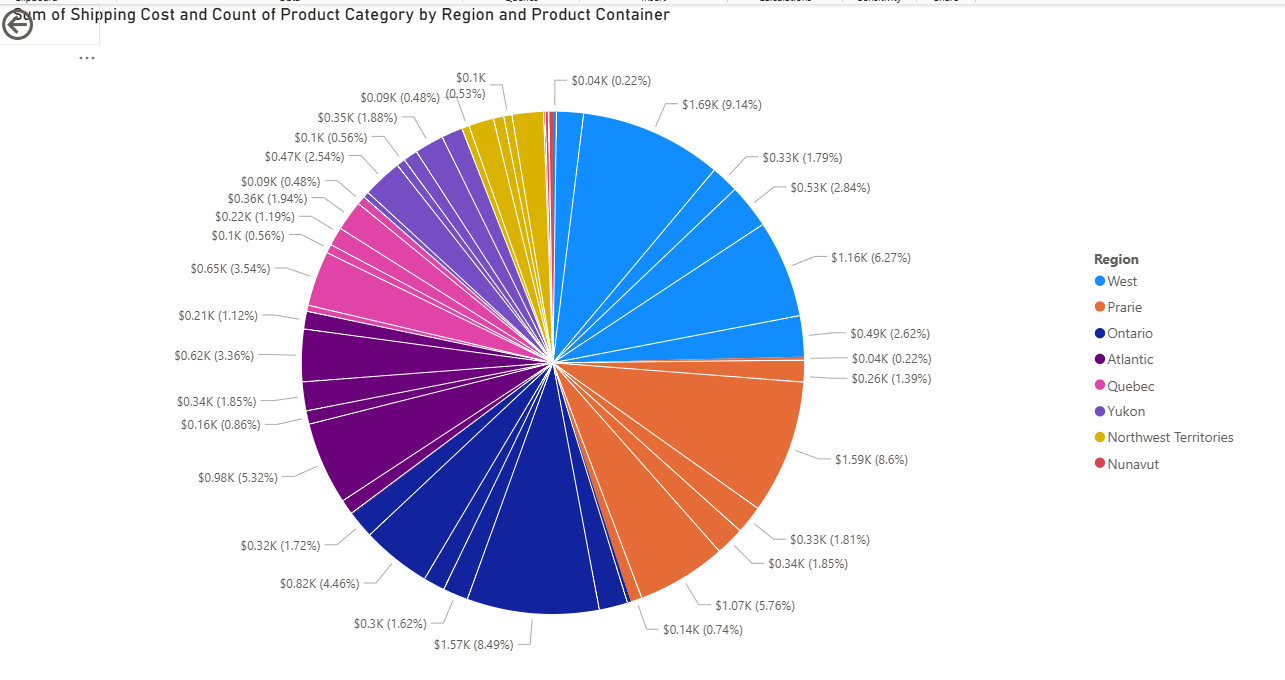 Sum of Shipping Cost and Count of Product Category by Region and Product Container
$0.04K (0.22%)
$1.69K (9.14%)
$0.33K (1.79%)
$0.53K (2.84%)
$1.16K (6.27%)
$0.49K (2.62%)
$0.04K (0.22%)
$0.26K (1.39%)
$1.59K (8.6%)
$0.33K (1.81%)
$0.34K (1.85%)
$1.07K (5.76%)
$0.14K (0.74%)
$1.57K (8.49%)
$0.3K (1.62%)
$0.82K (4.46%)
$0.32K (1.72%)
$0.98K (5.32%)
$0.16K (0.86%)
$0.34K (1.85%)
$0.62K (3.36%)
$0.21K (1.12%)
$0.65K (3.54%)
$0.1K (0.56%)
$0.22K (1.19%)
$0.36K (1.94%)
$0.09K (0.48%)
$0.47K (2.54%)
$0.1K (0.56%)
$0.35K (1.88%)
$0.09K (0.48%)
$0.1K
(0.53%)
Region
West
Prarie
Ontario
Atlantic
Quebec
Yukon
Northwest Territories
Nunavut